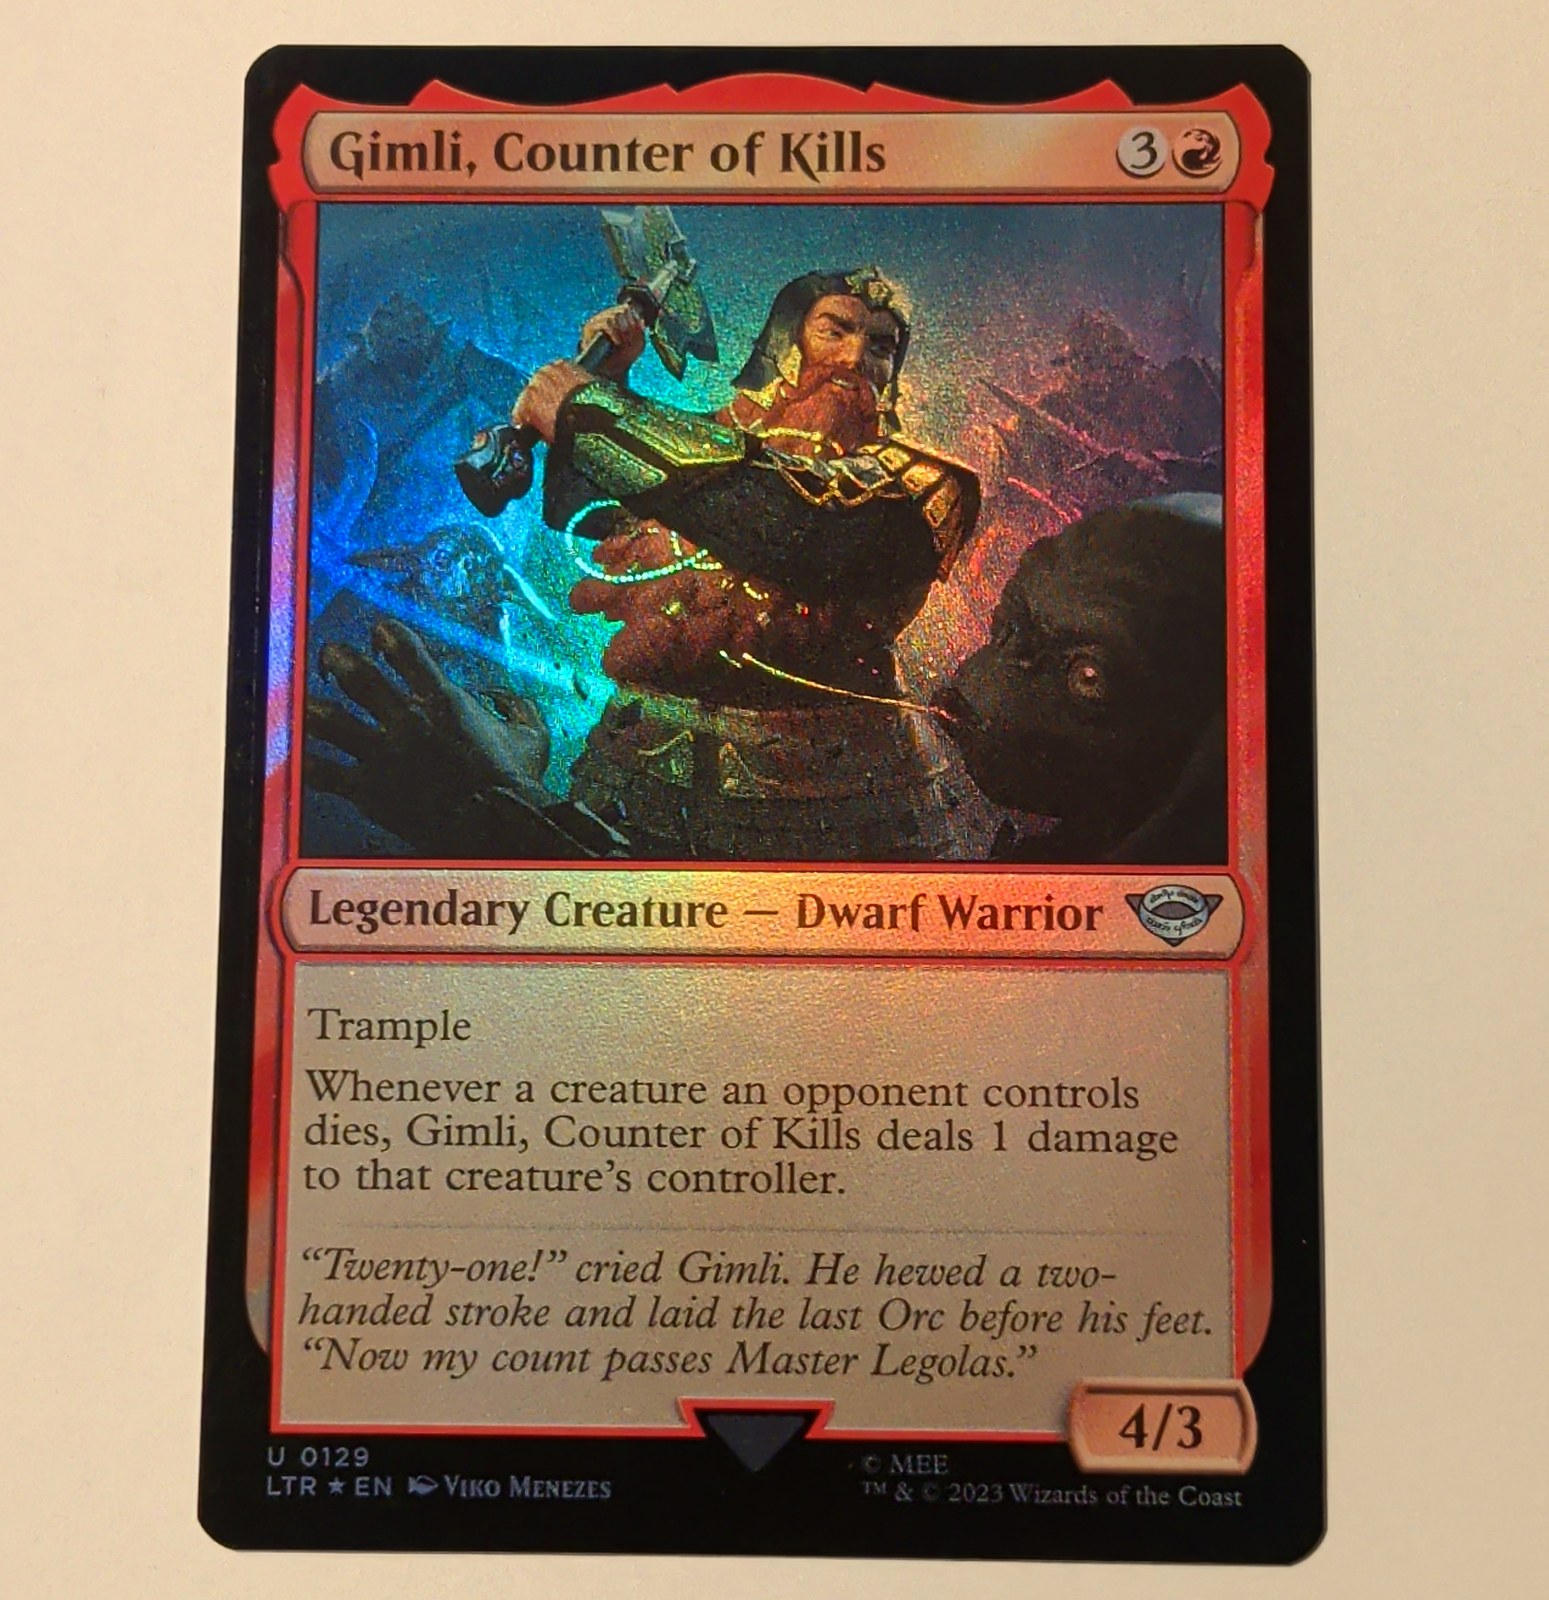 Gimli, Counter of Kills 3
Legendary Creature — Dwarf Warrior
Trample
Whenever a creature an opponent controls
dies, Gimli, Counter of Kills deals 1 damage
to that creature’s controller.
“Twenty-one!” cried Gimli. He hewed a two-
handed stroke and laid the last Orc before his feet.
“Now my count passes Master Legolas.”
4/3
U 0129
LTR ★ EN Viko Menezes
© MEE
™ & © 2023 Wizards of the Coast